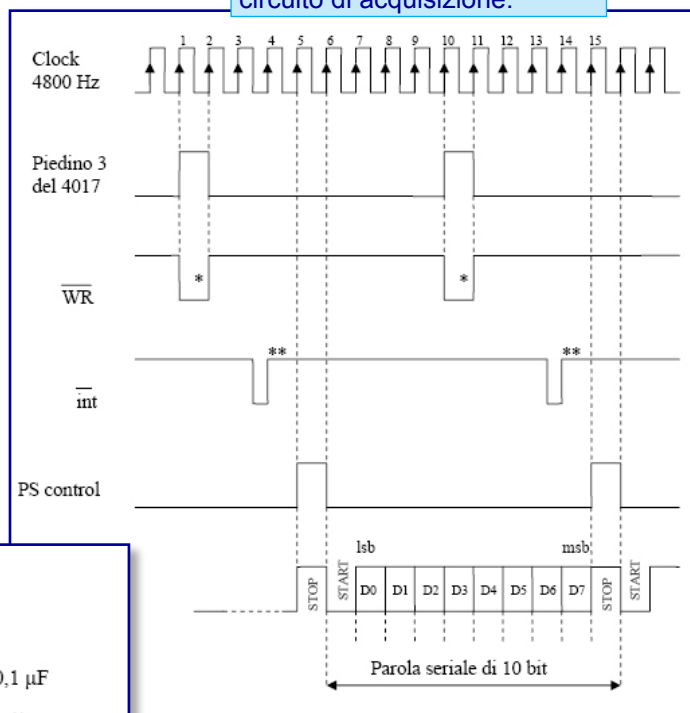 circuito di acquisizione.
1 2 3 4 5 6 7 8 9 10 11 12 13 14 15
Clock
4800 Hz
Piedino 3
del 4017
*
*
WR
**
**
int
PS control
lsb
msb
STOP START D0 D1 D2 D3 D4 D5 D6 D7 STOP START
Parola seriale di 10 bit
0,1 µF